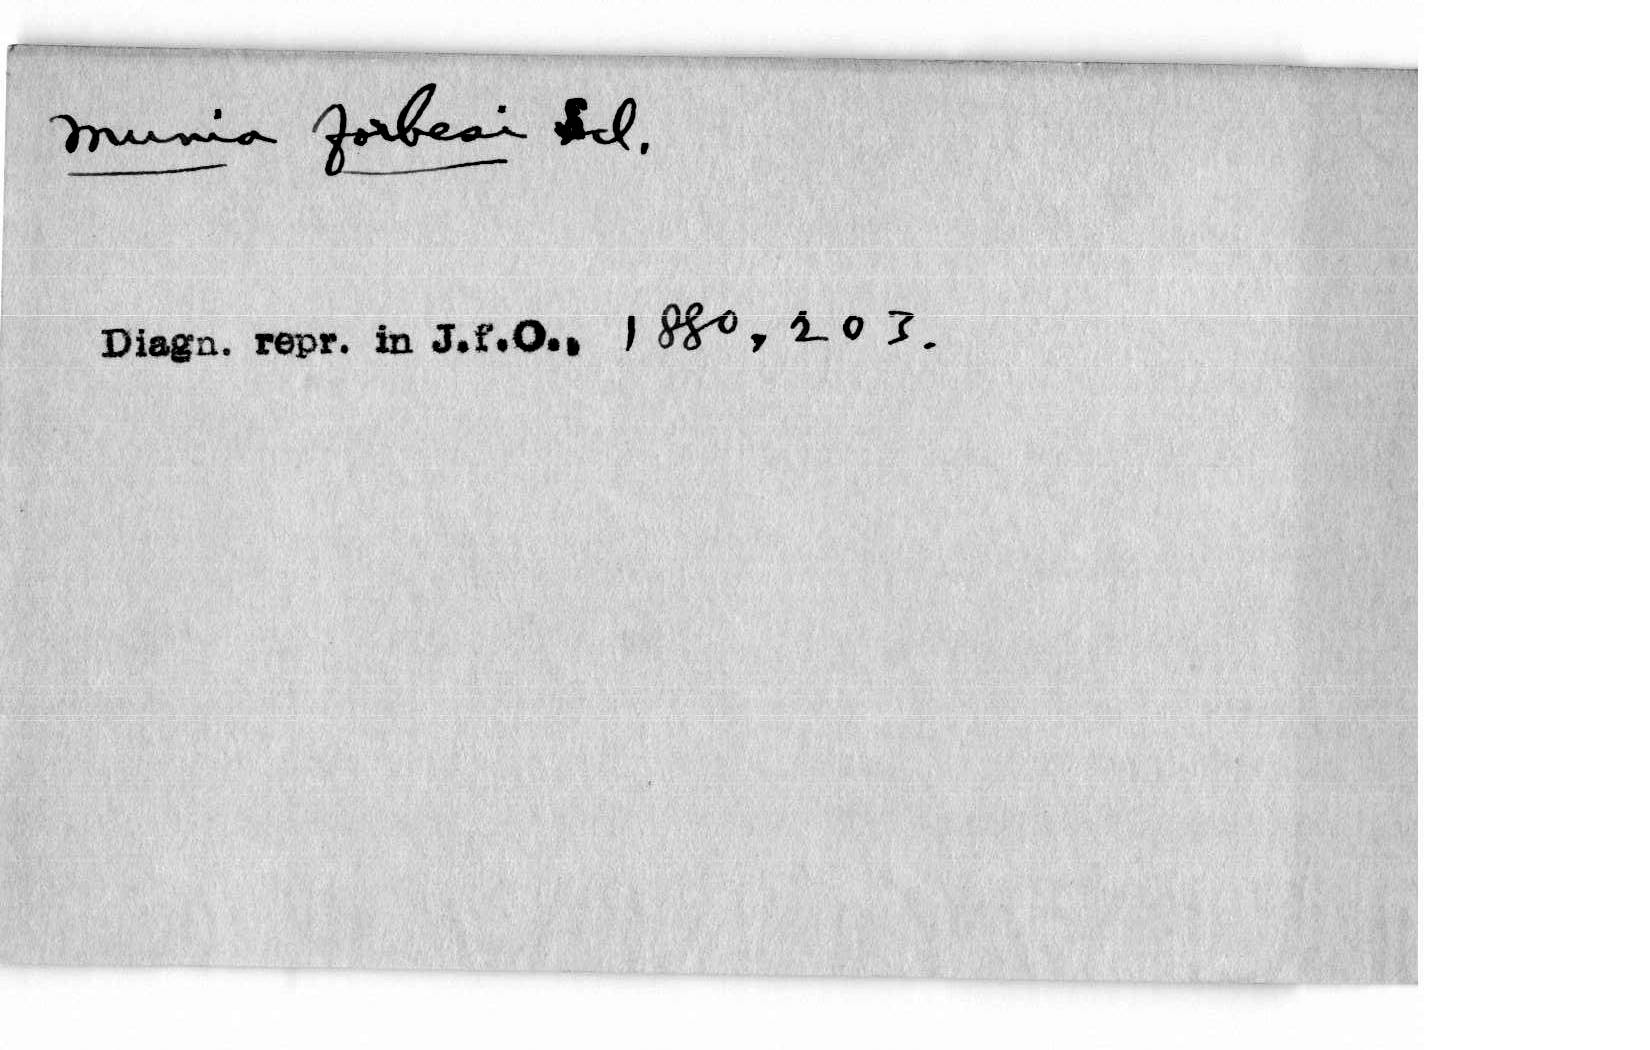 Munia forbesi Scl.
Diagn. repr. in J.f.O., 1880, 203.